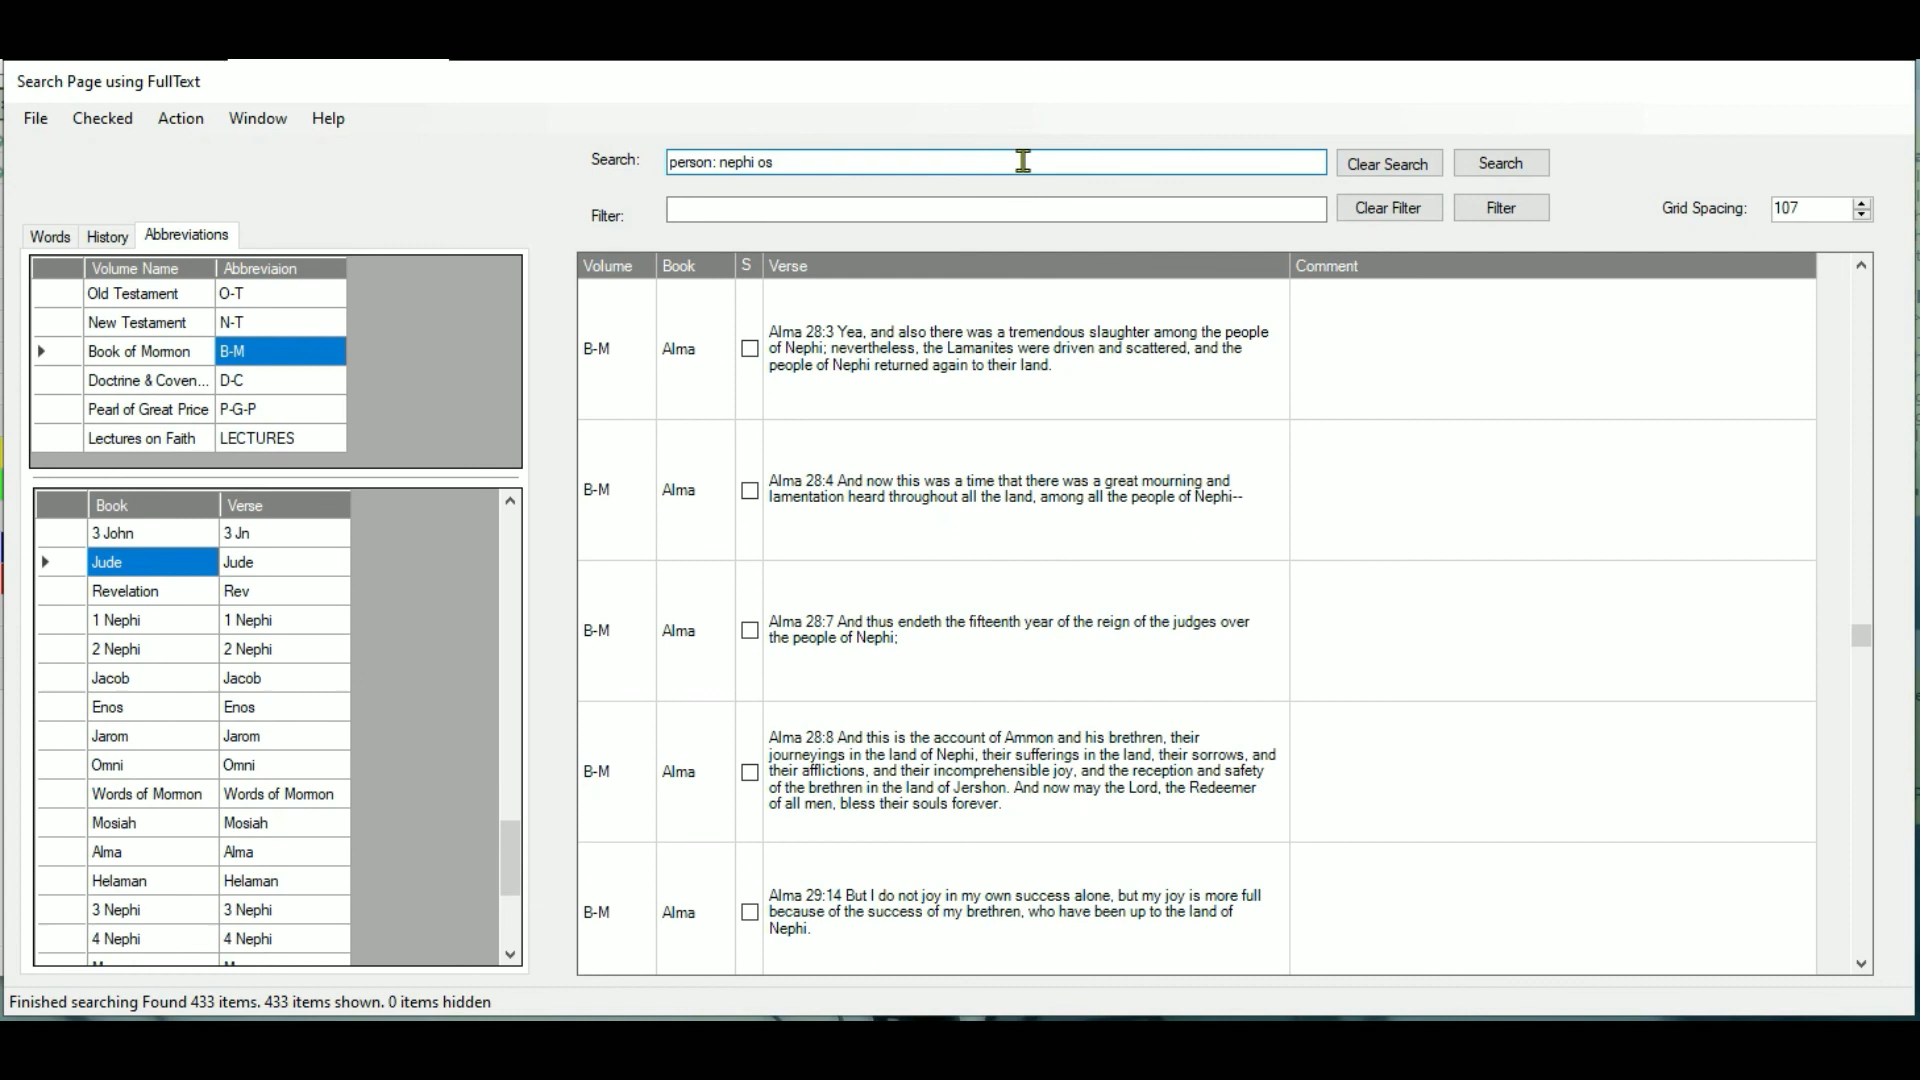 Search Page using FullText
File Checked Action Window Help
Search: person: nephi os Clear Search Search
Filter: Clear Filter Filter Grid Spacing: 107
Words History Abbreviations
Volume Name Abbreviaion
Old Testament O-T
New Testament N-T
Book of Mormon B-M
Doctrine & Coven... D-C
Pearl of Great Price P-G-P
Lectures on Faith LECTURES
Book Verse
3 John 3 Jn
Jude Jude
Revelation Rev
1 Nephi 1 Nephi
2 Nephi 2 Nephi
Jacob Jacob
Enos Enos
Jarom Jarom
Omni Omni
Words of Mormon Words of Mormon
Mosiah Mosiah
Alma Alma
Helaman Helaman
3 Nephi 3 Nephi
4 Nephi 4 Nephi
Volume Book S Verse Comment
B-M Alma Alma 28:3 Yea, and also there was a tremendous slaughter among the people
of Nephi; nevertheless, the Lamanites were driven and scattered, and the
people of Nephi returned again to their land.
B-M Alma Alma 28:4 And now this was a time that there was a great mourning and
lamentation heard throughout all the land, among all the people of Nephi--
B-M Alma Alma 28:7 And thus endeth the fifteenth year of the reign of the judges over
the people of Nephi;
B-M Alma Alma 28:8 And this is the account of Ammon and his brethren, their
journeyings in the land of Nephi, their sufferings in the land, their sorrows, and
their afflictions, and their incomprehensible joy, and the reception and safety
of the brethren in the land of Jershon. And now may the Lord, the Redeemer
of all men, bless their souls forever.
B-M Alma Alma 29:14 But I do not joy in my own success alone, but my joy is more full
because of the success of my brethren, who have been up to the land of
Nephi.
Finished searching Found 433 items. 433 items shown. 0 items hidden